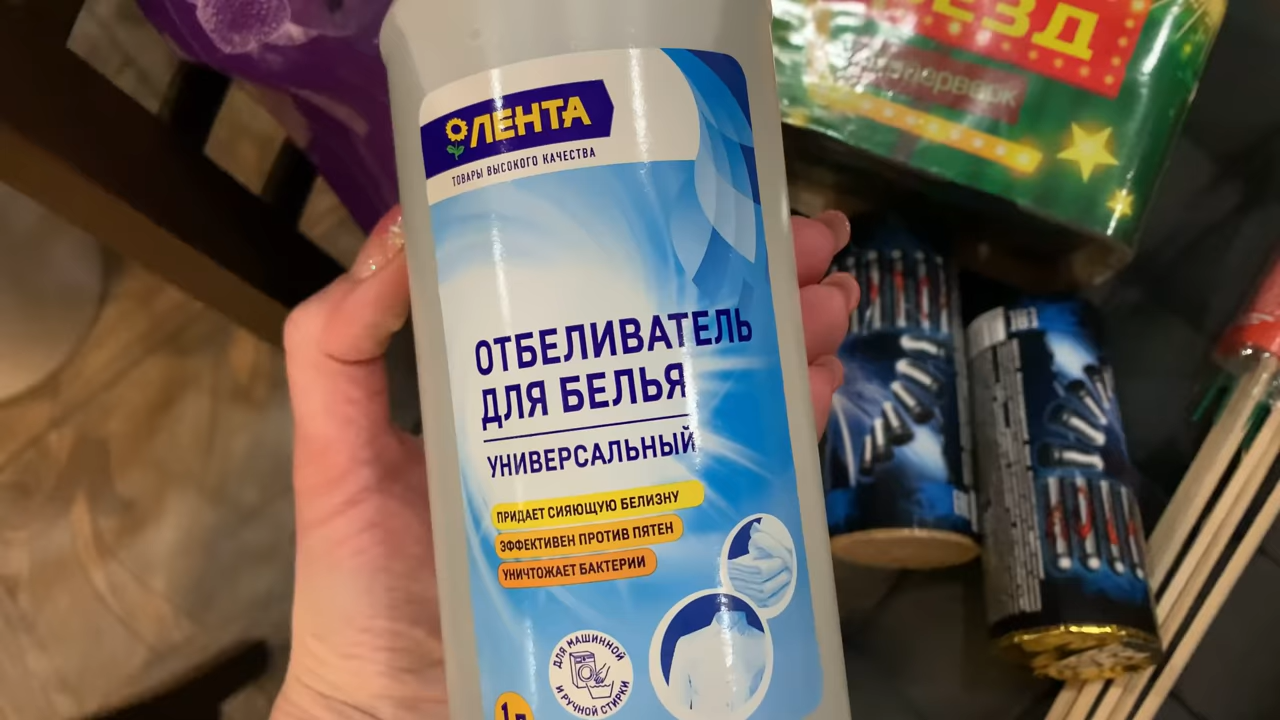 ЛЕНТА
ТОВАРЫ ВЫСОКОГО КАЧЕСТВА
ОТБЕЛИВАТЕЛЬ
ДЛЯ БЕЛЬЯ
УНИВЕРСАЛЬНЫЙ
ПРИДАЕТ СИЯЮЩУЮ БЕЛИЗНУ
ЭФФЕКТИВЕН ПРОТИВ ПЯТЕН
УНИЧТОЖАЕТ БАКТЕРИИ
ДЛЯ МАШИННОЙ
И РУЧНОЙ СТИРКИ
1 л